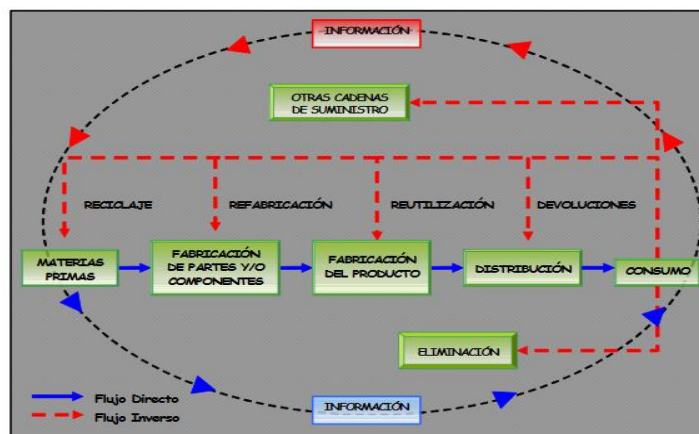 INFORMACIÓN
OTRAS CADENAS
DE SUMINISTRO
RECICLAJE
REFABRICACIÓN
REUTILIZACIÓN
DEVOLUCIONES
MATERIAS
PRIMAS
FABRICACIÓN
DE PARTES Y/O
COMPONENTES
FABRICACIÓN
DEL PRODUCTO
DISTRIBUCIÓN
CONSUMO
ELIMINACIÓN
Flujo Directo
Flujo Inverso
INFORMACIÓN